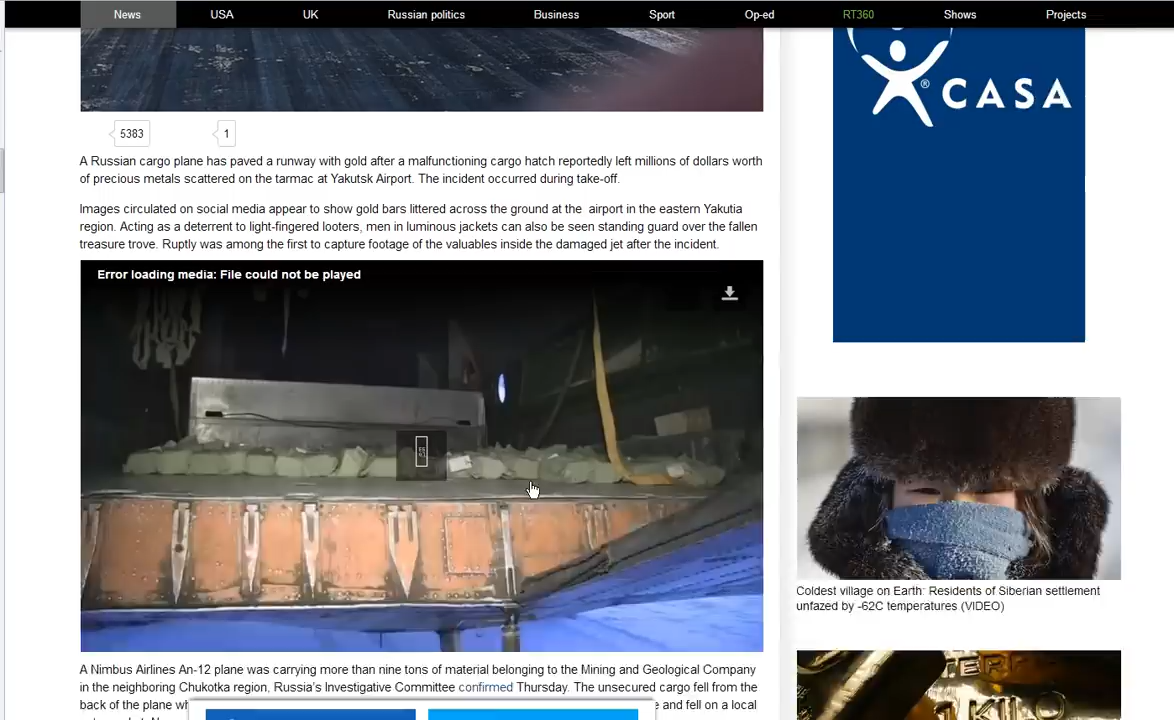 News USA UK Russian politics Business Sport Op-ed RT360 Shows Projects
® CASA
5383 1
A Russian cargo plane has paved a runway with gold after a malfunctioning cargo hatch reportedly left millions of dollars worth
of precious metals scattered on the tarmac at Yakutsk Airport. The incident occurred during take-off.
Images circulated on social media appear to show gold bars littered across the ground at the airport in the eastern Yakutia
region. Acting as a deterrent to light-fingered looters, men in luminous jackets can also be seen standing guard over the fallen
treasure trove. Ruptly was among the first to capture footage of the valuables inside the damaged jet after the incident.
Error loading media: File could not be played
Coldest village on Earth: Residents of Siberian settlement
unfazed by -62C temperatures (VIDEO)
A Nimbus Airlines An-12 plane was carrying more than nine tons of material belonging to the Mining and Geological Company
in the neighboring Chukotka region, Russia's Investigative Committee confirmed Thursday. The unsecured cargo fell from the
back of the plane e and fell on a local
1 KILO